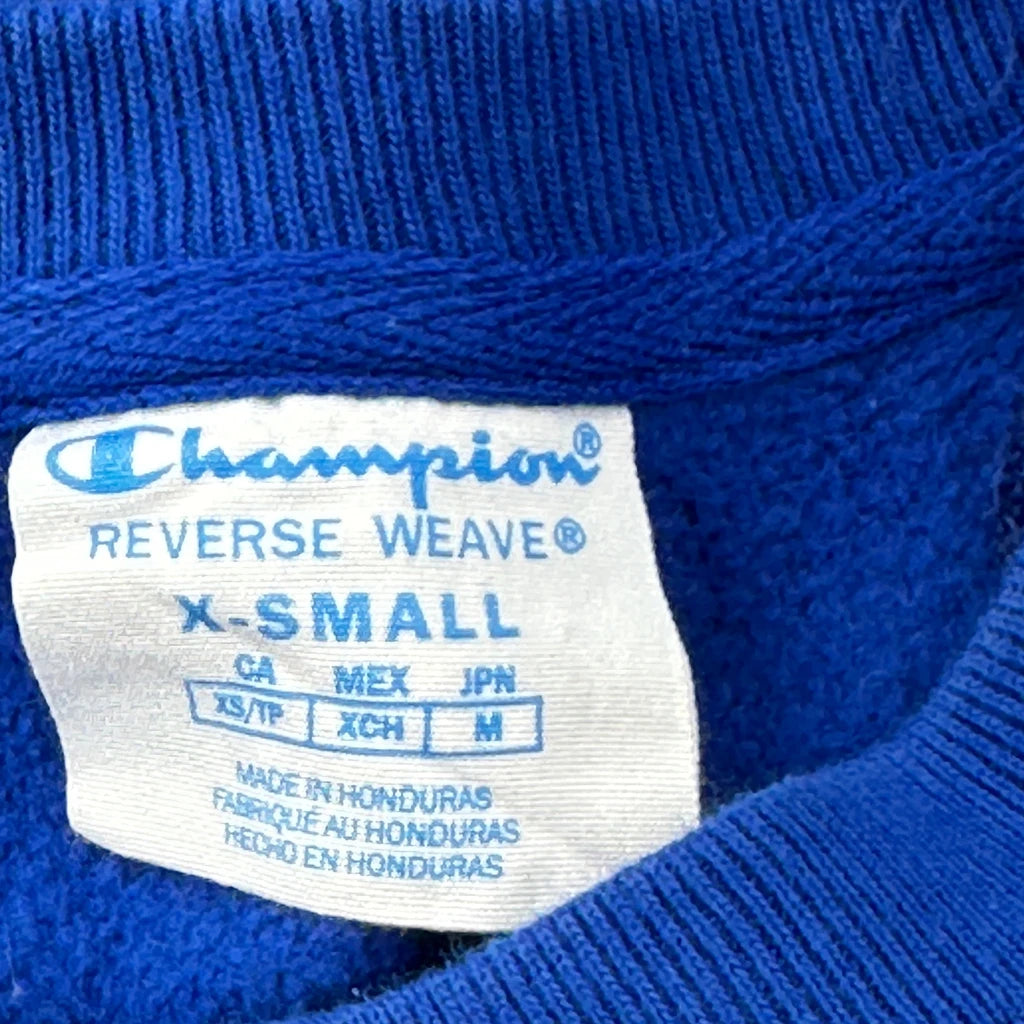 Champion®
REVERSE WEAVE®
X-SMALL
CA MEX JPN
XS/TP XCH M
MADE IN HONDURAS
FABRIQUÉ AU HONDURAS
HECHO EN HONDURAS